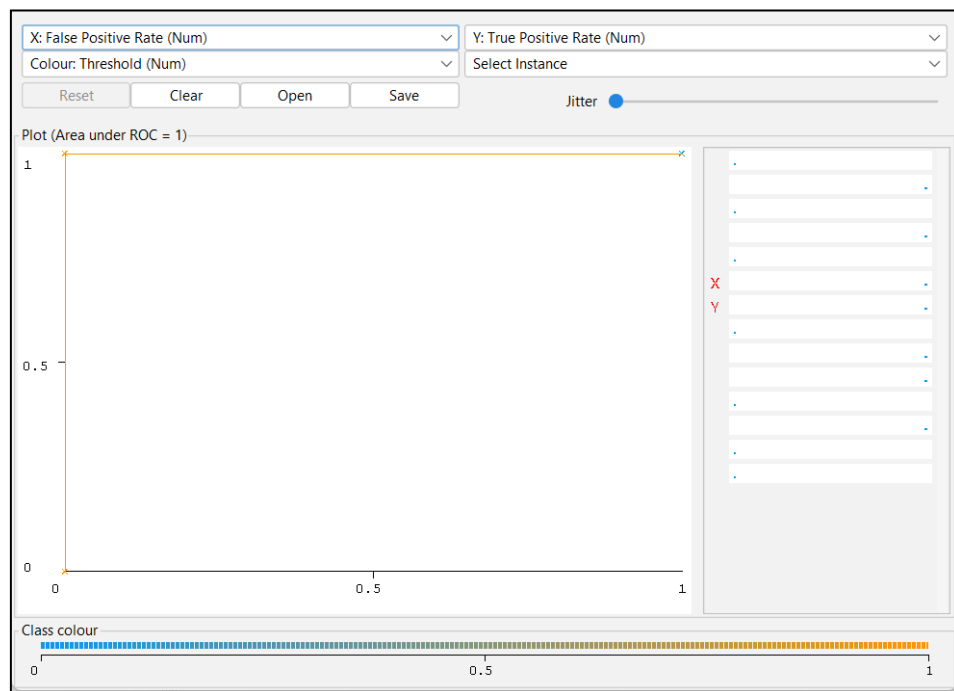 X: False Positive Rate (Num) Y: True Positive Rate (Num)
Colour: Threshold (Num) Select Instance
Reset Clear Open Save Jitter
Plot (Area under ROC = 1)
1
0.5
0
0 0.5 1
X
Y
Class colour
0 0.5 1